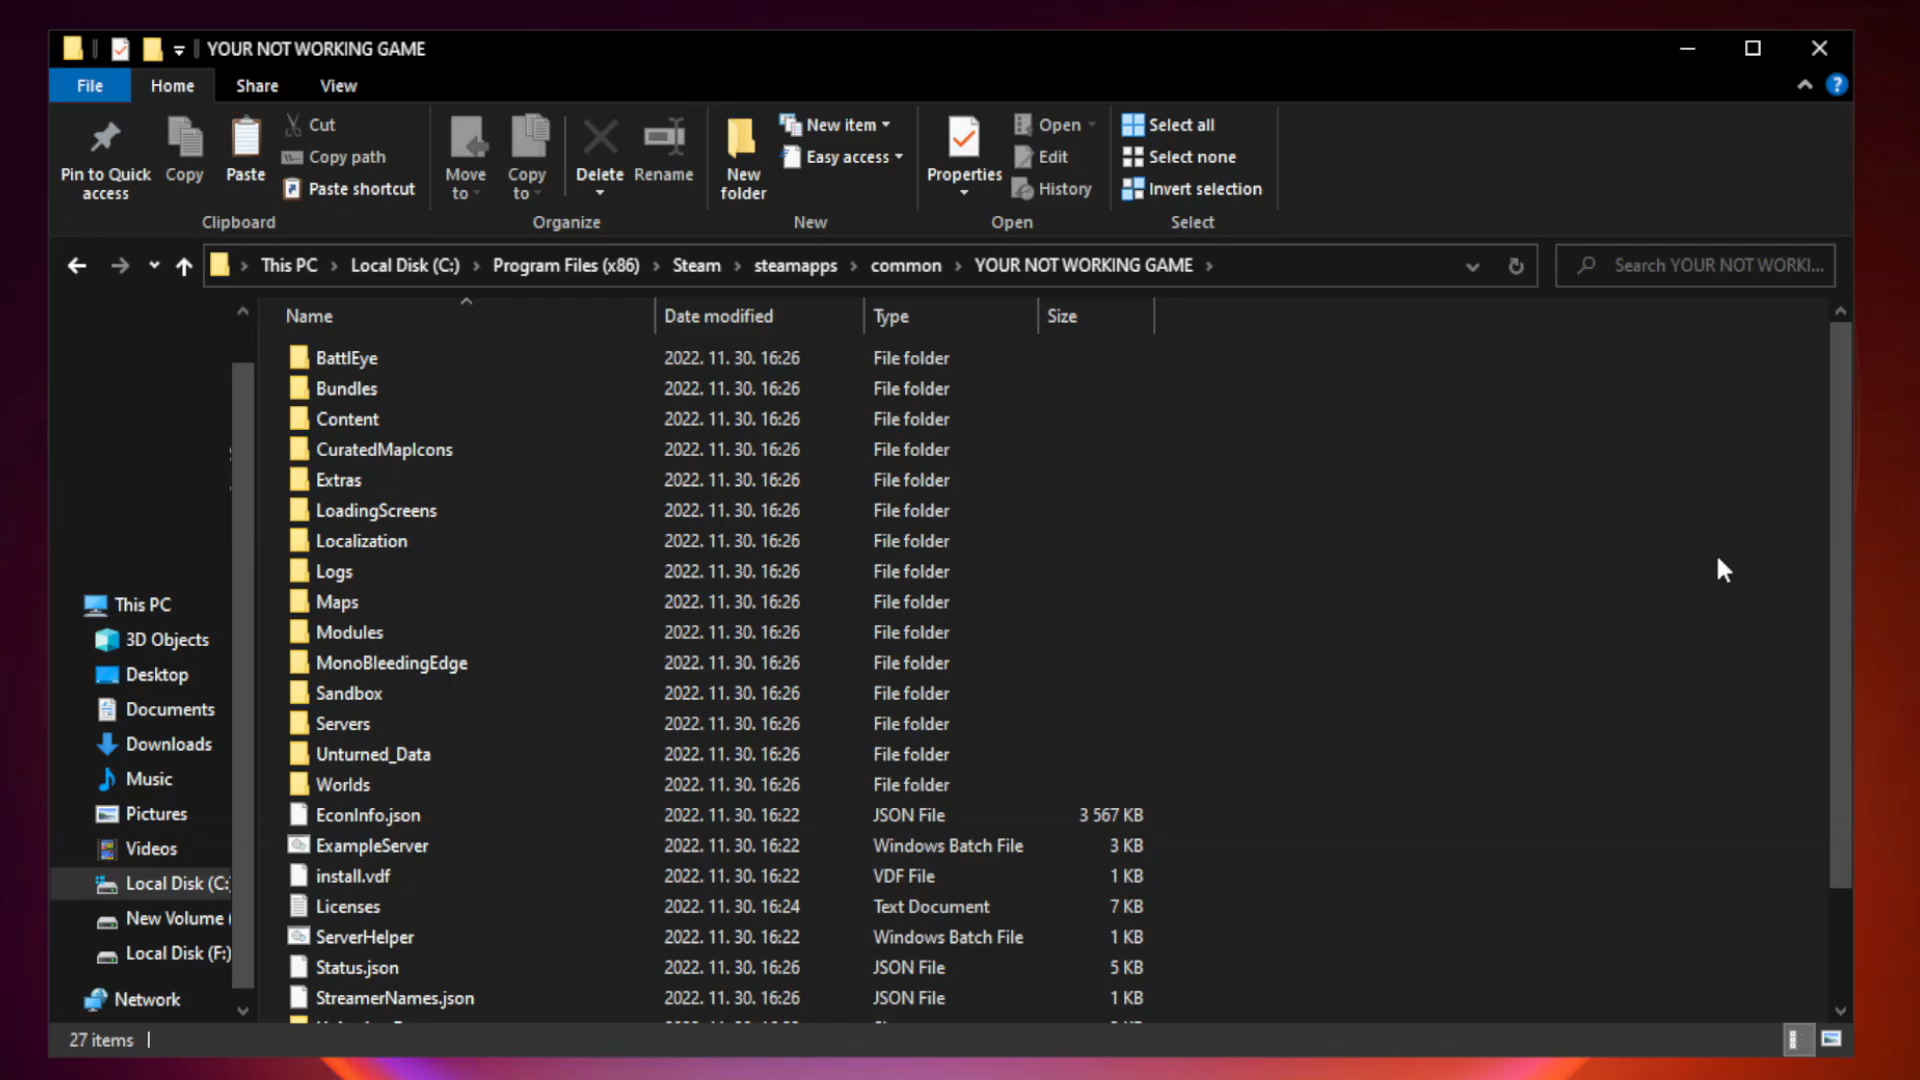 YOUR NOT WORKING GAME
File Home Share View
Pin to Quick access
Copy
Paste
Cut
Copy path
Paste shortcut
Clipboard
Move to
Copy to
Delete
Rename
Organize
New folder
New item
Easy access
New
Properties
Open
Edit
History
Open
Select all
Select none
Invert selection
Select
This PC Local Disk (C:) Program Files (x86) Steam steamapps common YOUR NOT WORKING GAME
Search YOUR NOT WORKI...
This PC
3D Objects
Desktop
Documents
Downloads
Music
Pictures
Videos
Local Disk (C:
New Volume (
Local Disk (F:)
Network
Name Date modified Type Size
BattlEye 2022. 11. 30. 16:26 File folder
Bundles 2022. 11. 30. 16:26 File folder
Content 2022. 11. 30. 16:26 File folder
CuratedMapIcons 2022. 11. 30. 16:26 File folder
Extras 2022. 11. 30. 16:26 File folder
LoadingScreens 2022. 11. 30. 16:26 File folder
Localization 2022. 11. 30. 16:26 File folder
Logs 2022. 11. 30. 16:26 File folder
Maps 2022. 11. 30. 16:26 File folder
Modules 2022. 11. 30. 16:26 File folder
MonoBleedingEdge 2022. 11. 30. 16:26 File folder
Sandbox 2022. 11. 30. 16:26 File folder
Servers 2022. 11. 30. 16:26 File folder
Unturned_Data 2022. 11. 30. 16:26 File folder
Worlds 2022. 11. 30. 16:26 File folder
EconInfo.json 2022. 11. 30. 16:22 JSON File 3 567 KB
ExampleServer 2022. 11. 30. 16:22 Windows Batch File 3 KB
install.vdf 2022. 11. 30. 16:22 VDF File 1 KB
Licenses 2022. 11. 30. 16:24 Text Document 7 KB
ServerHelper 2022. 11. 30. 16:22 Windows Batch File 1 KB
Status.json 2022. 11. 30. 16:26 JSON File 5 KB
StreamerNames.json 2022. 11. 30. 16:26 JSON File 1 KB
27 items